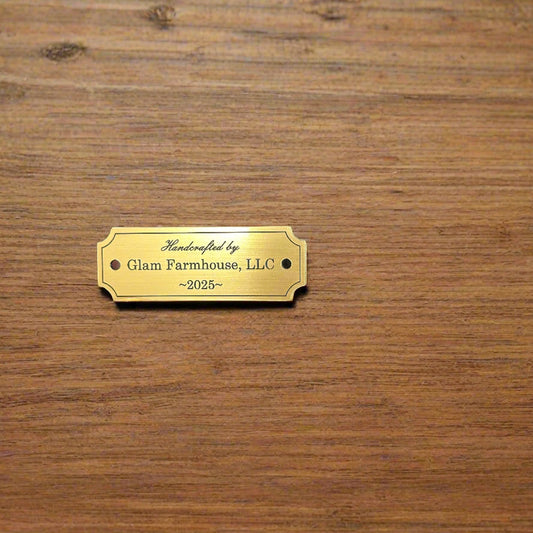 Handcrafted by
Glam Farmhouse, LLC
~2025~